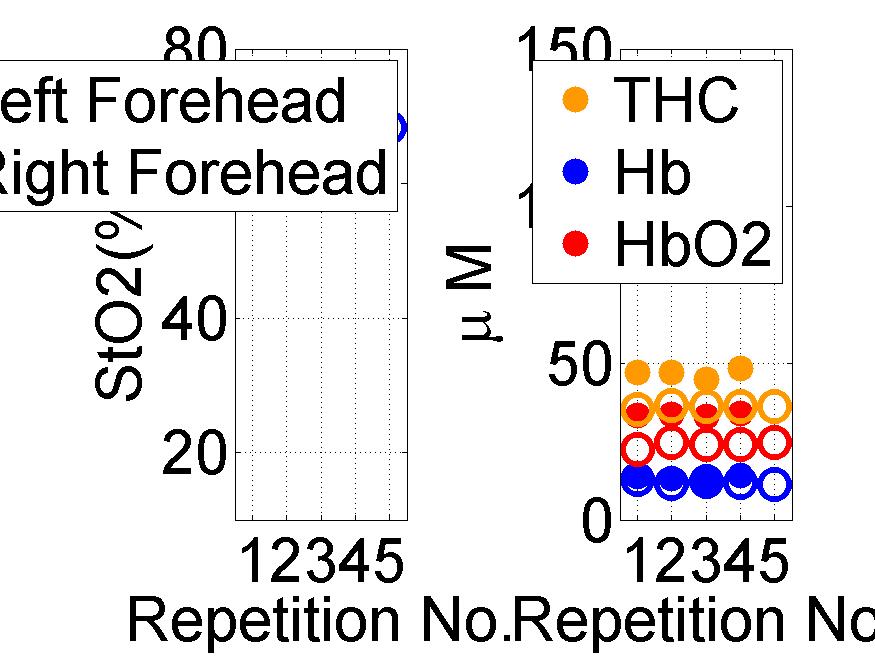 80
eft Forehead
Right Forehead
StO2(%
40
20
12345
Repetition No.
150
THC
Hb
HbO2
μ M
50
0
12345
Repetition No